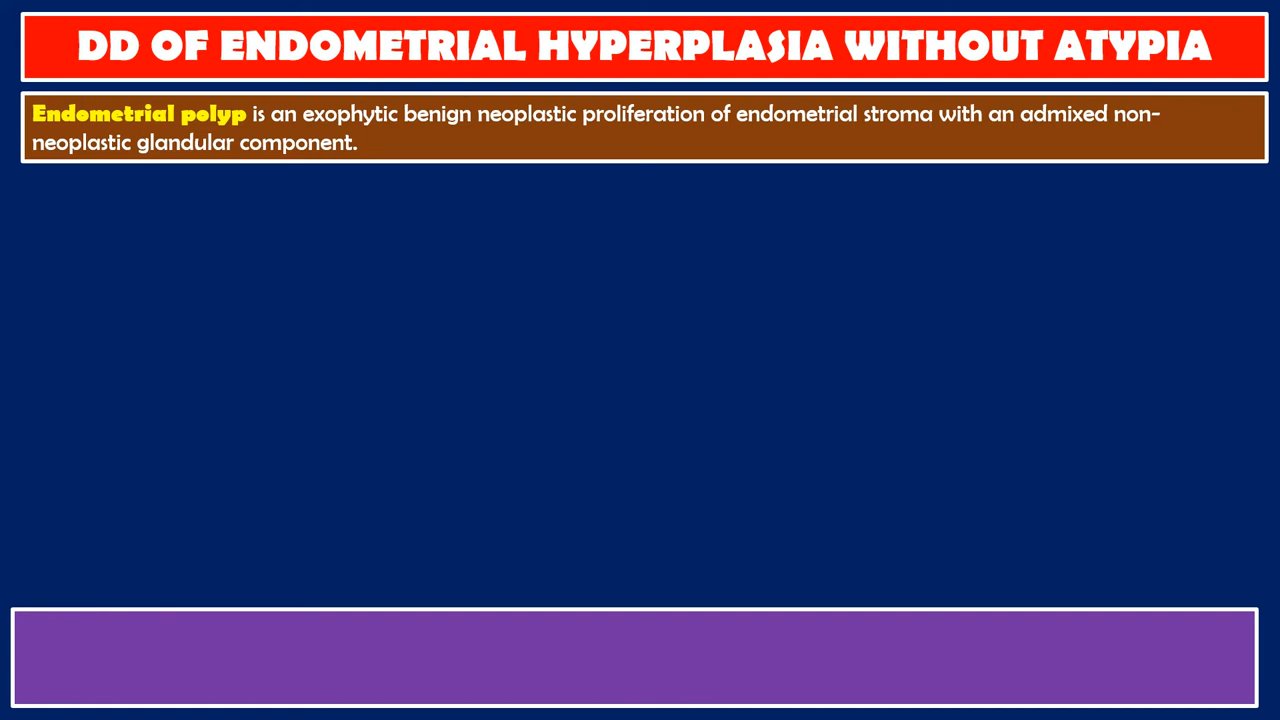 DD OF ENDOMETRIAL HYPERPLASIA WITHOUT ATYPIA
Endometrial polyp is an exophytic benign neoplastic proliferation of endometrial stroma with an admixed non-
neoplastic glandular component.